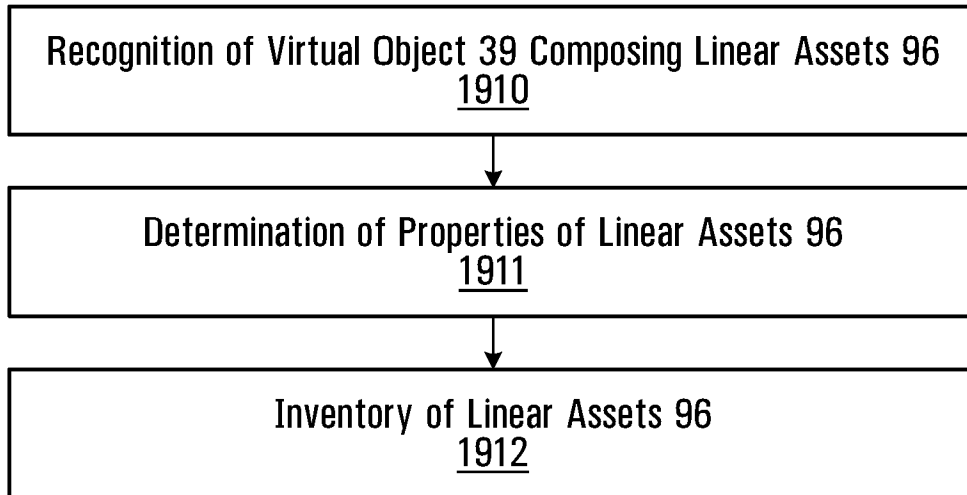 Recognition of Virtual Object 39 Composing Linear Assets 96
1910
Determination of Properties of Linear Assets 96
1911
Inventory of Linear Assets 96
1912